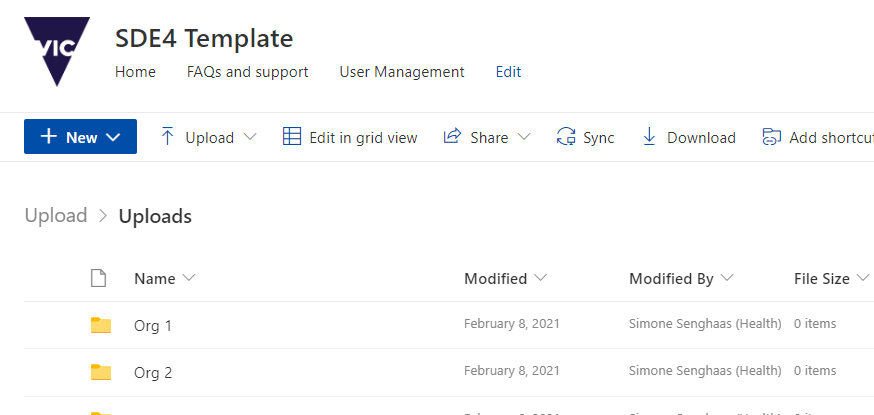 VIC
SDE4 Template
Home FAQs and support User Management Edit
New Upload Edit in grid view Share Sync Download Add shortcut
Upload > Uploads
Name Modified Modified By File Size
Org 1 February 8, 2021 Simone Senghaas (Health) 0 items
Org 2 February 8, 2021 Simone Senghaas (Health) 0 items